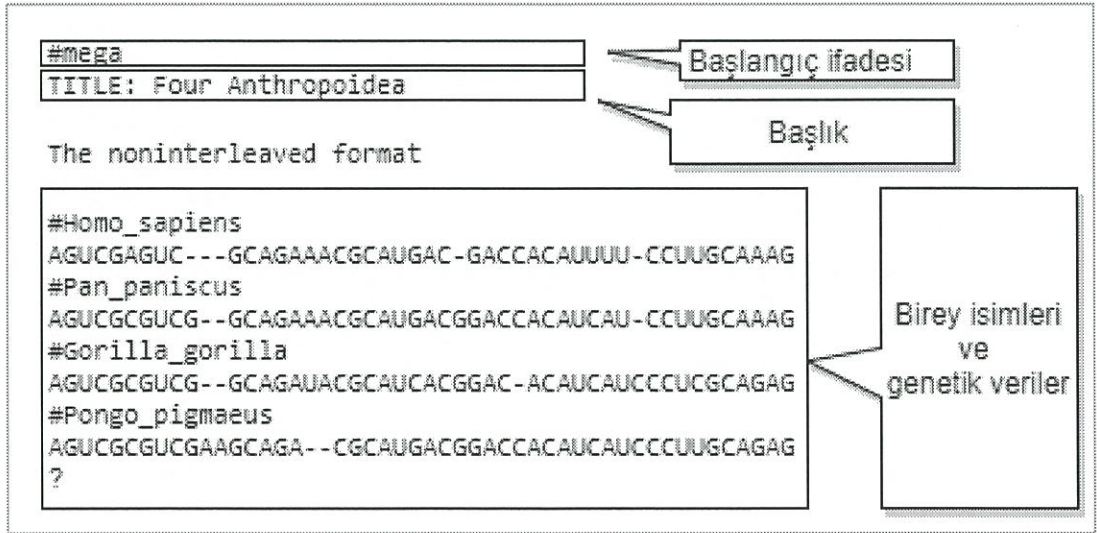 #mega
Başlangıç ifadesi
TITLE: Four Anthropoidea
Başlık
The noninterleaved format
#Homo_sapiens
AGUCGAGUC---GCAGAAACGCAUGAC-GACCACAUUUU-CCUUGCAAAG
#Pan_paniscus
AGUCGCGUCG--GCAGAAACGCAUGACGGACCACAUCAU-CCUUGCAAAG
#Gorilla_gorilla
AGUCGCGUCG--GCAGAUACGCAUCACGGAC-ACAUCAUCCCUCGCAGAG
#Pongo_pigmaeus
AGUCGCGUCGAAGCAGA--CGCAUGACGGACCACAUCAUCCCUUGCAGAG
?
Birey isimleri
ve
genetik veriler